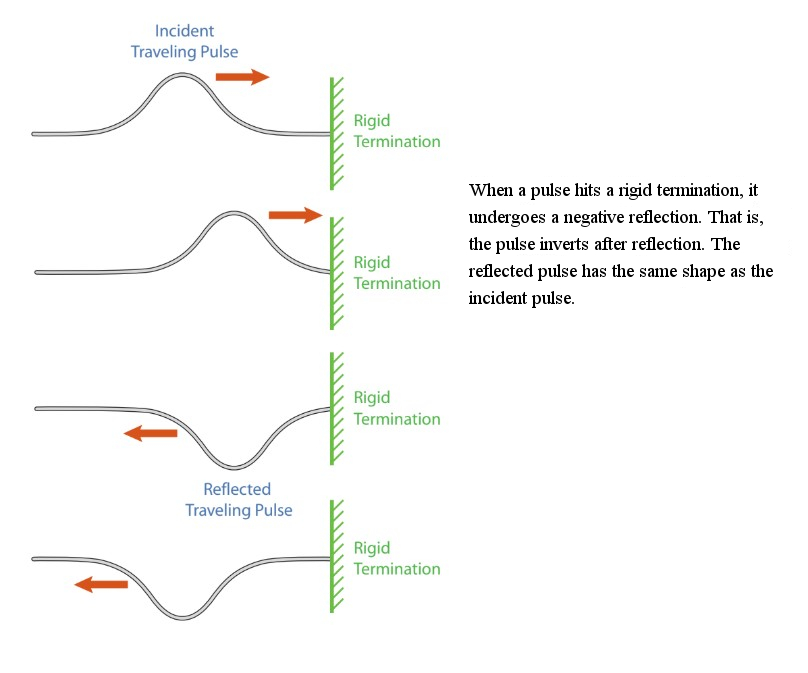 Incident
Traveling Pulse
Rigid
Termination
When a pulse hits a rigid termination, it
undergoes a negative reflection. That is,
the pulse inverts after reflection. The
reflected pulse has the same shape as the
incident pulse.
Rigid
Termination
Rigid
Termination
Reflected
Traveling Pulse
Rigid
Termination